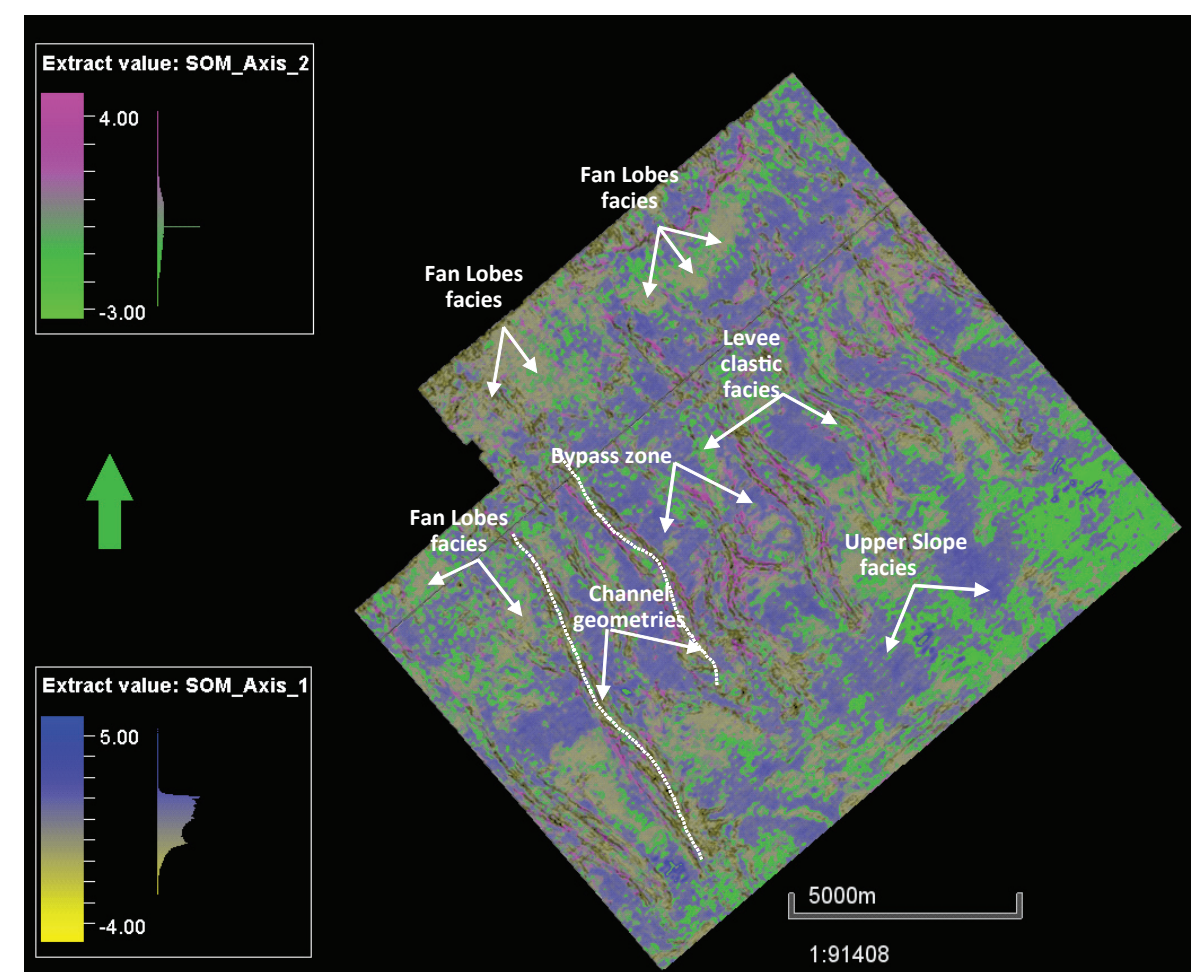 Extract value: SOM_Axis_2
4.00
-3.00
Fan Lobes
facies
Fan Lobes
facies
Levee
clastic
facies
Bypass zone
Fan Lobes
facies
Upper Slope
facies
Channel
geometries
Extract value: SOM_Axis_1
5.00
-4.00
5000m
1:91408